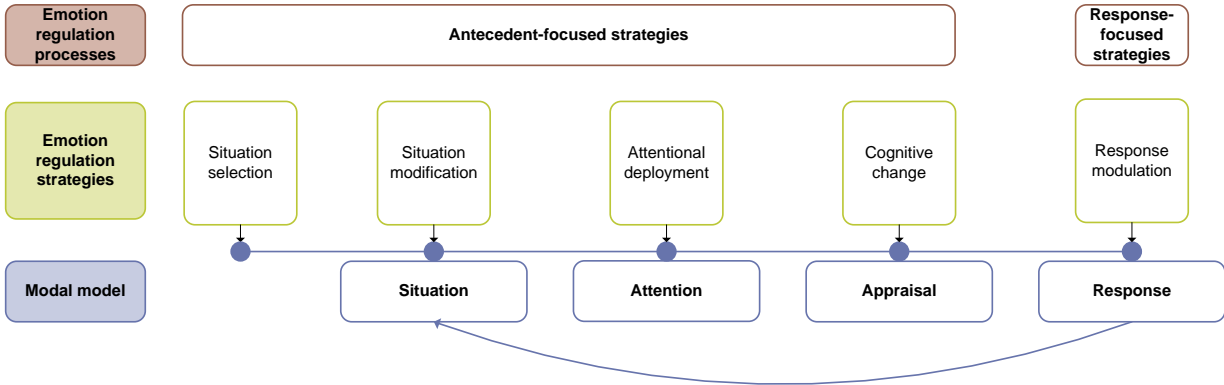 Emotion
regulation
processes
Antecedent-focused strategies
Response-
focused
strategies
Emotion
regulation
strategies
Situation
selection
Situation
modification
Attentional
deployment
Cognitive
change
Response
modulation
Modal model
Situation
Attention
Appraisal
Response